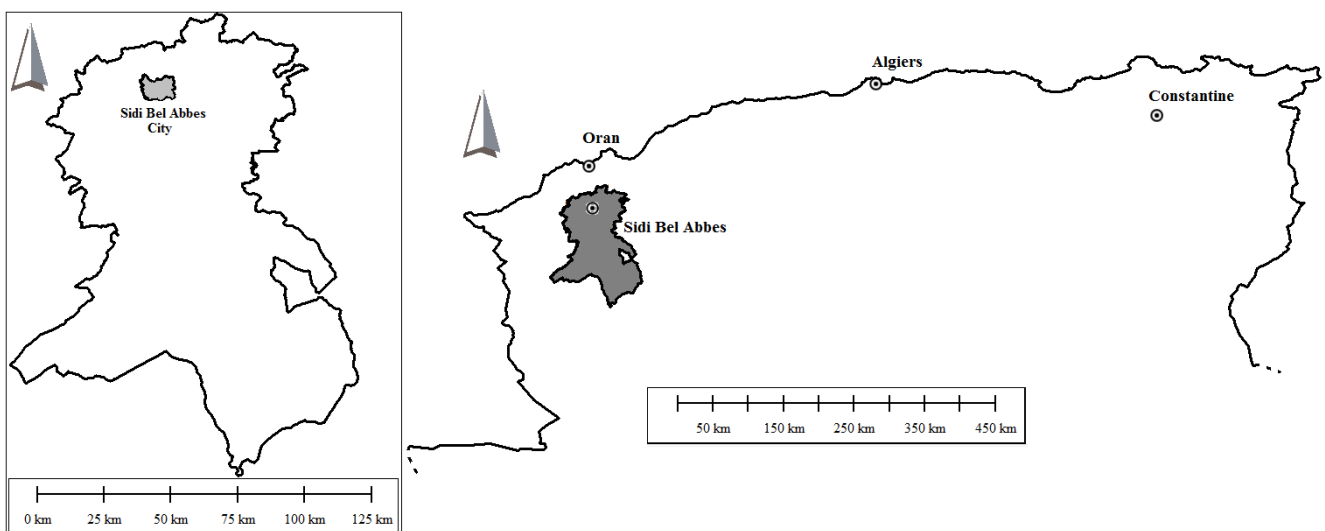 Sidi Bel Abbes
City
0 km 25 km 50 km 75 km 100 km 125 km
Algiers
Constantine
Oran
Sidi Bel Abbes
50 km 150 km 250 km 350 km 450 km